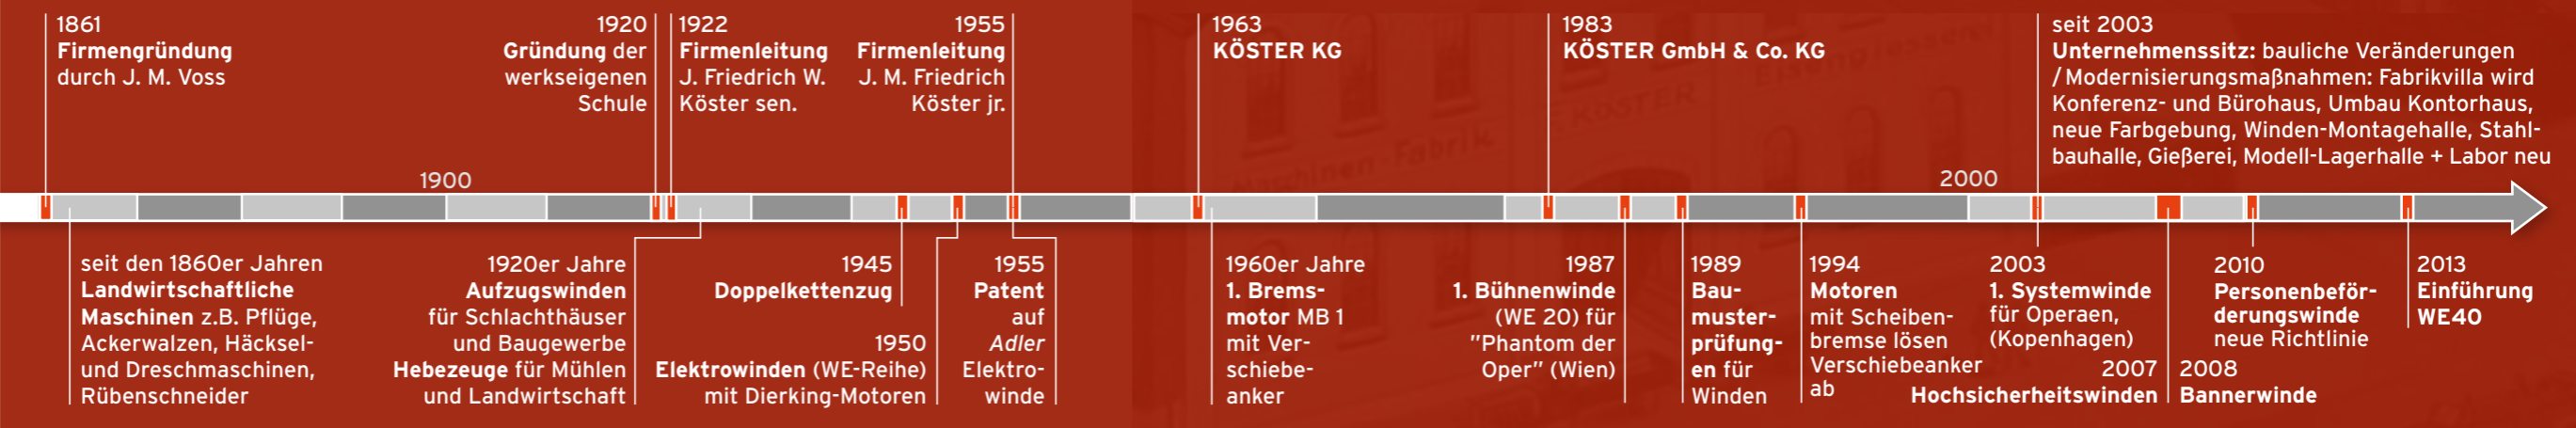 1861
Firmengründung
durch J. M. Voss
1920
Gründung der
werkseigenen
Schule
1922
Firmenleitung
J. Friedrich W.
Köster sen.
1955
Firmenleitung
J. M. Friedrich
Köster jr.
1963
KÖSTER KG
1983
KÖSTER GmbH & Co. KG
seit 2003
Unternehmenssitz: bauliche Veränderungen
/Modernisierungsmaßnahmen: Fabrikvilla wird
Konferenz- und Bürohaus, Umbau Kontorhaus,
neue Farbgebung, Winden-Montagehalle, Stahl-
bauhalle, Gießerei, Modell-Lagerhalle + Labor neu
Eisengiesserei
KÖSTER
Maschinen-Fabrik
1900
2000
seit den 1860er Jahren
Landwirtschaftliche
Maschinen z.B. Pflüge,
Ackerwalzen, Häcksel-
und Dreschmaschinen,
Rübenschneider
1920er Jahre
Aufzugswinden
für Schlachthäuser
und Baugewerbe
Hebezeuge für Mühlen
und Landwirtschaft
1945
Doppelkettenzug
1950
Elektrowinden (WE-Reihe)
mit Dierking-Motoren
1955
Patent
auf
Adler
Elektro-
winde
1960er Jahre
1. Brems-
motor MB 1
mit Ver-
schiebe-
anker
1987
1. Bühnenwinde
(WE 20) für
"Phantom der
Oper" (Wien)
1989
Bau-
muster-
prüfung-
en für
Winden
1994
Motoren
mit Scheiben-
bremse lösen
Verschiebeanker
ab
2003
1. Systemwinde
für Operaen,
(Kopenhagen)
2007
Hochsicherheitswinden
2008
Bannerwinde
2010
Personenbeför-
derungswinde
neue Richtlinie
2013
Einführung
WE40